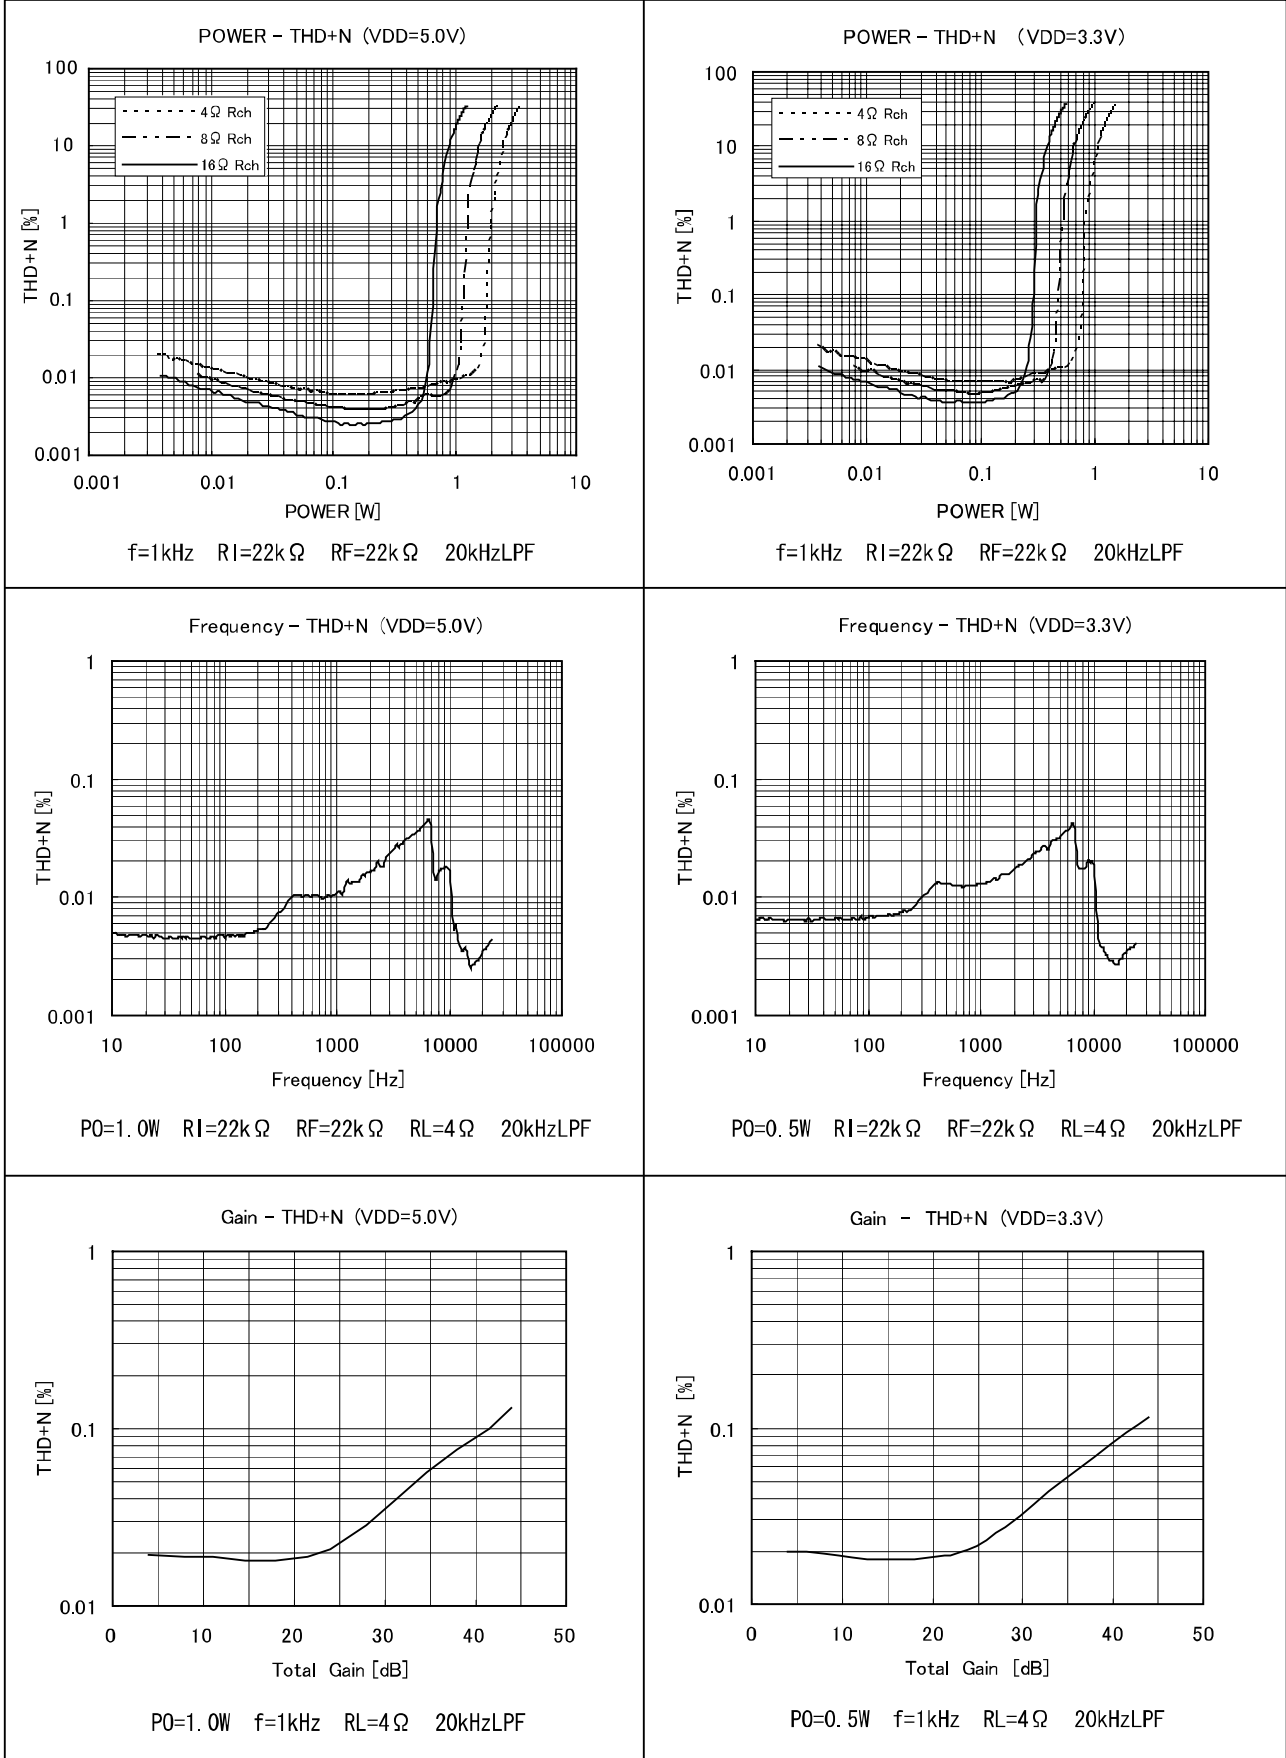 POWER - THD+N (VDD=5.0V)
100
10
1
0.1
0.01
0.001
THD+N [%]
4Ω Rch
8Ω Rch
16Ω Rch
0.001 0.01 0.1 1 10
POWER [W]
f=1kHz RI=22kΩ RF=22kΩ 20kHzLPF
POWER - THD+N (VDD=3.3V)
100
10
1
0.1
0.01
0.001
THD+N [%]
4Ω Rch
8Ω Rch
16Ω Rch
0.001 0.01 0.1 1 10
POWER [W]
f=1kHz RI=22kΩ RF=22kΩ 20kHzLPF
Frequency - THD+N (VDD=5.0V)
1
0.1
0.01
0.001
THD+N [%]
10 100 1000 10000 100000
Frequency [Hz]
PO=1.0W RI=22kΩ RF=22kΩ RL=4Ω 20kHzLPF
Frequency - THD+N (VDD=3.3V)
1
0.1
0.01
0.001
THD+N [%]
10 100 1000 10000 100000
Frequency [Hz]
PO=0.5W RI=22kΩ RF=22kΩ RL=4Ω 20kHzLPF
Gain - THD+N (VDD=5.0V)
1
0.1
0.01
THD+N [%]
0 10 20 30 40 50
Total Gain [dB]
PO=1.0W f=1kHz RL=4Ω 20kHzLPF
Gain - THD+N (VDD=3.3V)
1
0.1
0.01
THD+N [%]
0 10 20 30 40 50
Total Gain [dB]
PO=0.5W f=1kHz RL=4Ω 20kHzLPF